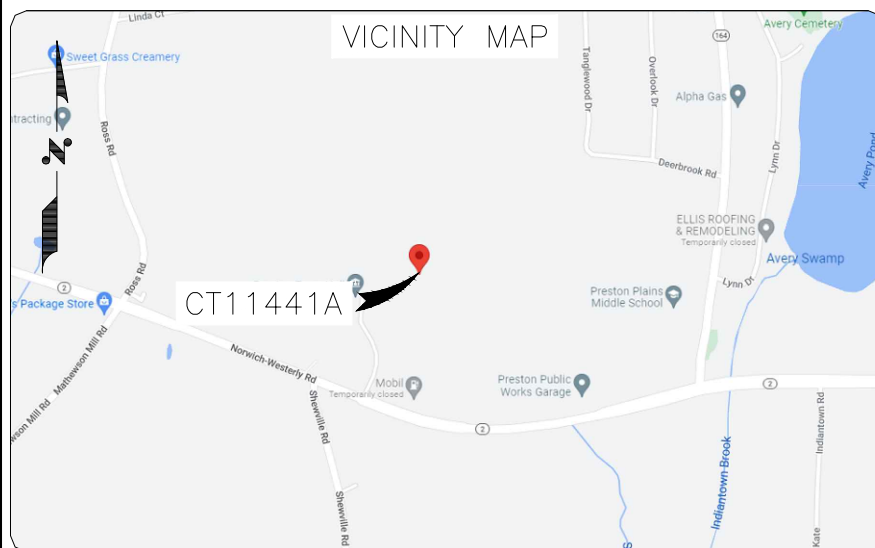 Linda Ct
VICINITY MAP
Avery Cemetery
164
Sweet Grass Creamery
Tanglewood Dr
Overlook Dr
Alpha Gas
ntracting
N
Ross Rd
Lynn Dr
Avery Pond
Deerbrook Rd
ELLIS ROOFING
& REMODELING
Temporarily closed
Avery Swamp
Ross Rd
2
Lynn Dr
Preston Plains
Middle School
's Package Store
CT11441A
Mathewson Mill Rd
Norwich-Westerly Rd
Mobil
Temporarily closed
Preston Public
Works Garage
2
Shewville Rd
wson Mill Rd
Indiantown Rd
2
Indiantown Brook
Shewville Rd
Kate
S